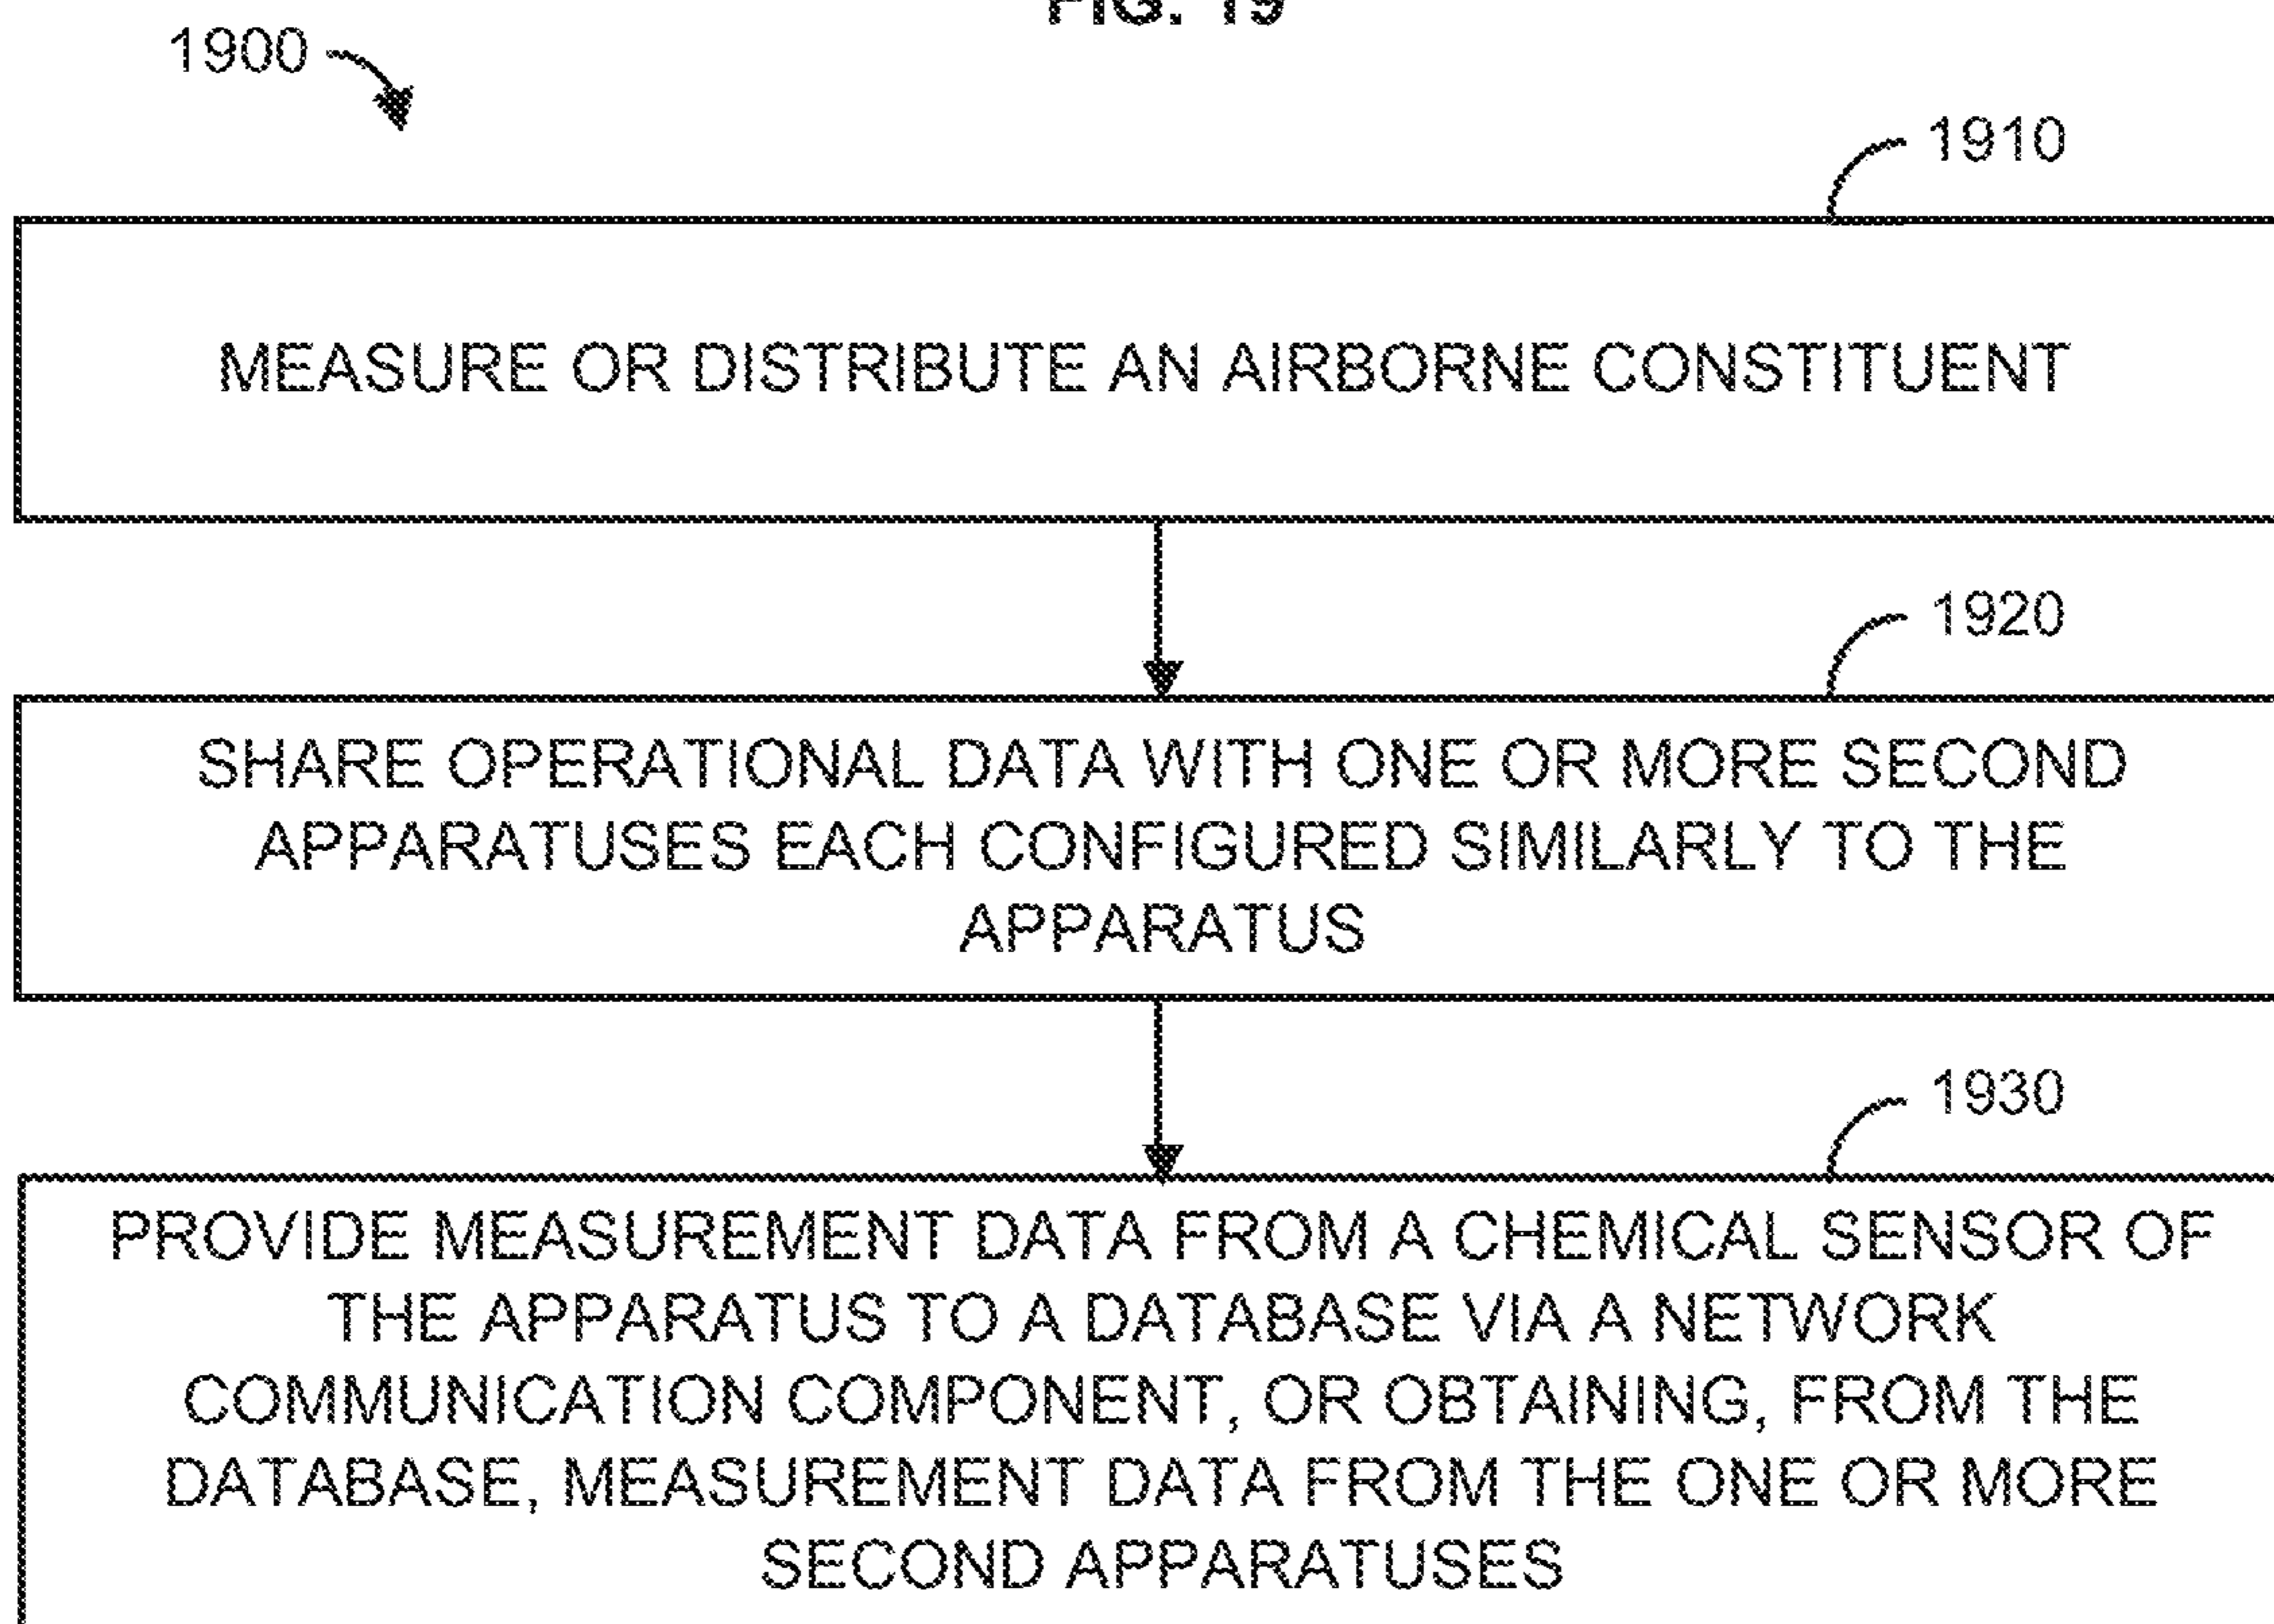 FIG. 19
1900
1910
MEASURE OR DISTRIBUTE AN AIRBORNE CONSTITUENT
1920
SHARE OPERATIONAL DATA WITH ONE OR MORE SECOND
APPARATUSES EACH CONFIGURED SIMILARLY TO THE
APPARATUS
1930
PROVIDE MEASUREMENT DATA FROM A CHEMICAL SENSOR OF
THE APPARATUS TO A DATABASE VIA A NETWORK
COMMUNICATION COMPONENT, OR OBTAINING, FROM THE
DATABASE, MEASUREMENT DATA FROM THE ONE OR MORE
SECOND APPARATUSES